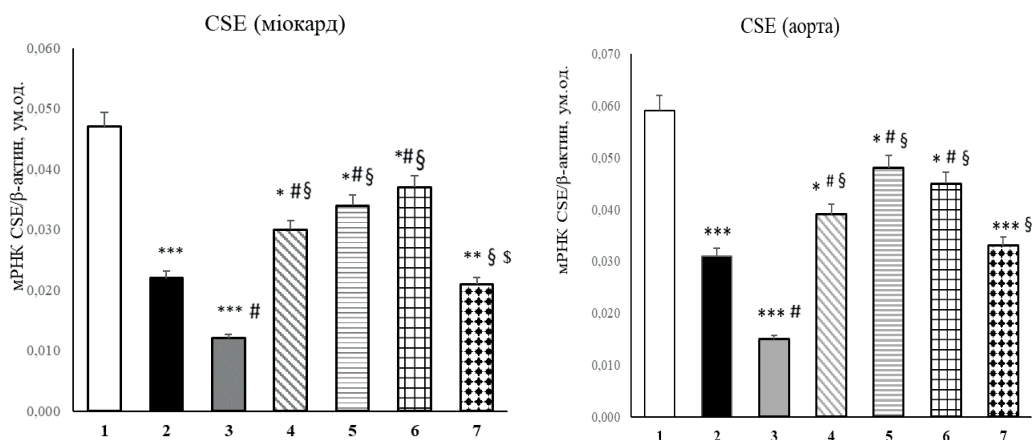 CSE (міокард)
мРНК CSE/β-актин, ум.од.
0,060
0,050
0,040
0,030
0,020
0,010
0,000
***
*** #
* #§
*#§
*#§
** § $
1 2 3 4 5 6 7
CSE (аорта)
мРНК CSE/β-актин, ум.од.
0,070
0,060
0,050
0,040
0,030
0,020
0,010
0,000
***
*** #
* # §
* # §
* # §
*** §
1 2 3 4 5 6 7